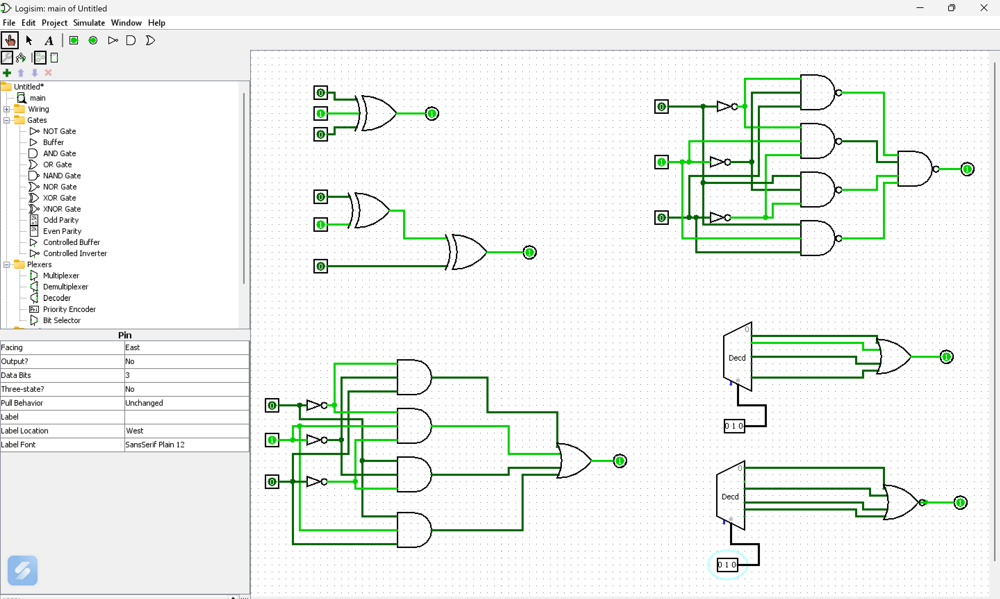 Logisim: main of Untitled
File Edit Project Simulate Window Help
A
Untitled*
main
Wiring
Gates
NOT Gate
Buffer
AND Gate
OR Gate
NAND Gate
NOR Gate
XOR Gate
XNOR Gate
2k+1 Odd Parity
2k Even Parity
Controlled Buffer
Controlled Inverter
Plexers
Multiplexer
Demultiplexer
Decoder
Pri Priority Encoder
Bit Selector
Pin
Facing East
Output? No
Data Bits 3
Three-state? No
Pull Behavior Unchanged
Label
Label Location West
Label Font SansSerif Plain 12
0
1
0
1
0
1
0
1
0
1
0
1
0
1
0
1
0
Decd
1
0 1 0
0
Decd
1
0 1 0